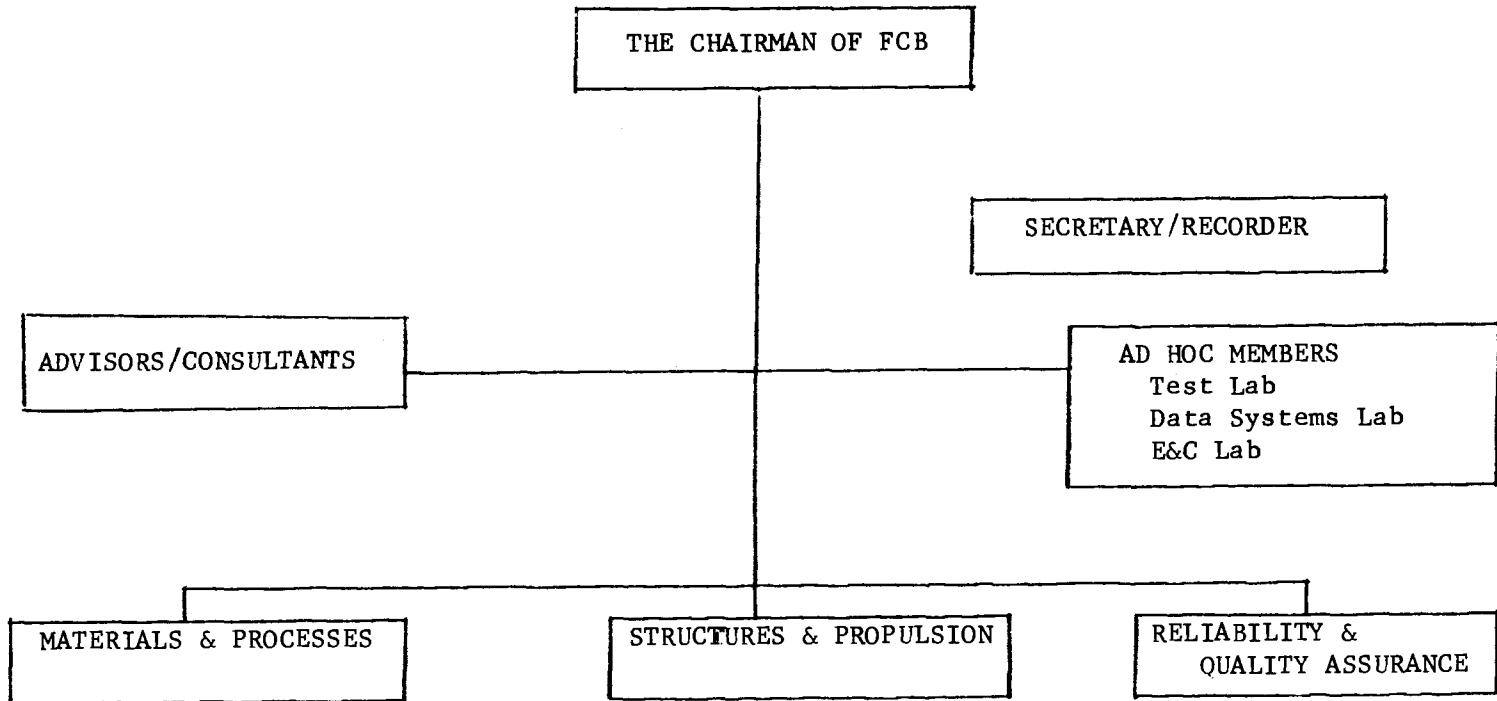 THE CHAIRMAN OF FCB
SECRETARY/RECORDER
ADVISORS/CONSULTANTS
AD HOC MEMBERS
Test Lab
Data Systems Lab
E&C Lab
MATERIALS & PROCESSES
STRUCTURES & PROPULSION
RELIABILITY &
QUALITY ASSURANCE